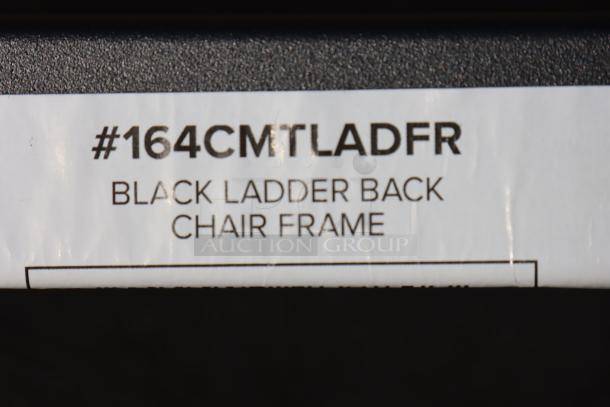 #164CMTLADFR
BLACK LADDER BACK
CHAIR FRAME
AUCTION GROUP